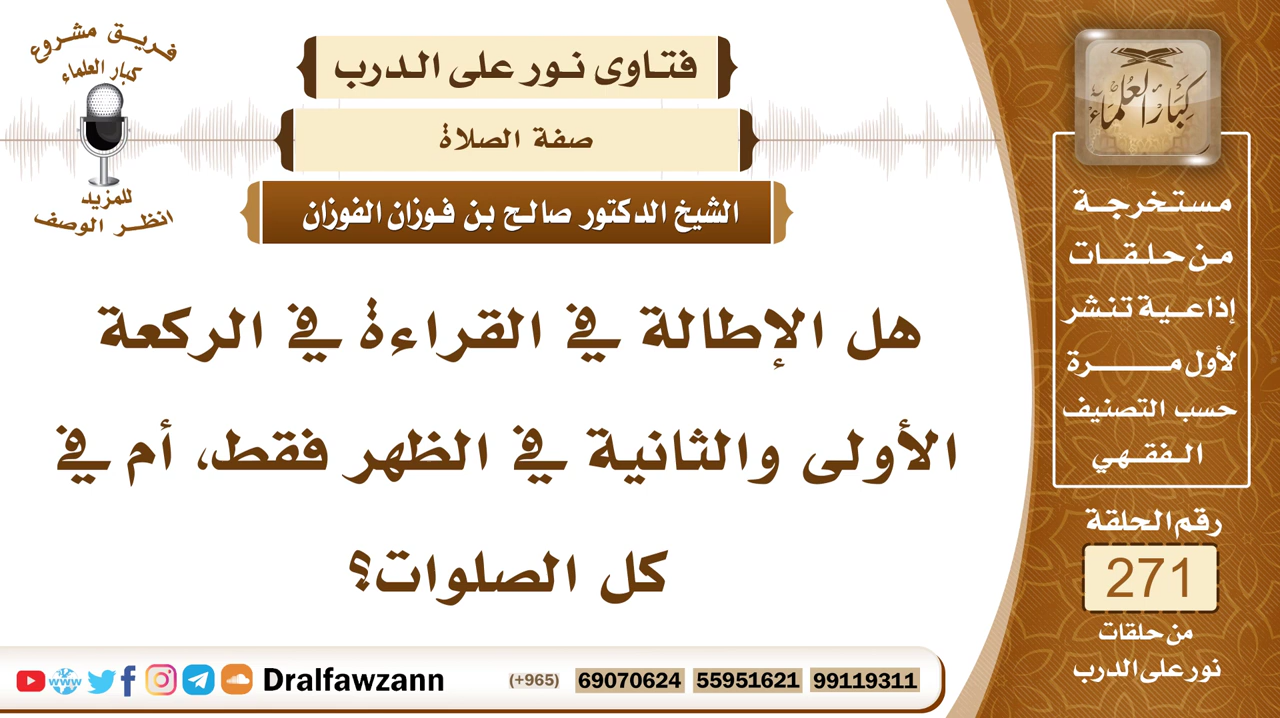 فريق مشروع
كبار العلماء
للمزيد
انظر الوصف
فتاوى نور على الدرب
صفة الصلاة
الشيخ الدكتور صالح بن فوزان الفوزان
هل الإطالة في القراءة في الركعة
الأولى والثانية في الظهر فقط، أم في
كل الصلوات؟
كبار العلماء
مستخرجة
من حلقات
إذاعية تنشر
لأول مرة
حسب التصنيف
الفقهي
رقم الحلقة
271
من حلقات
نور على الدرب
www Dralfawzann (+965) 69070624 55951621 99119311